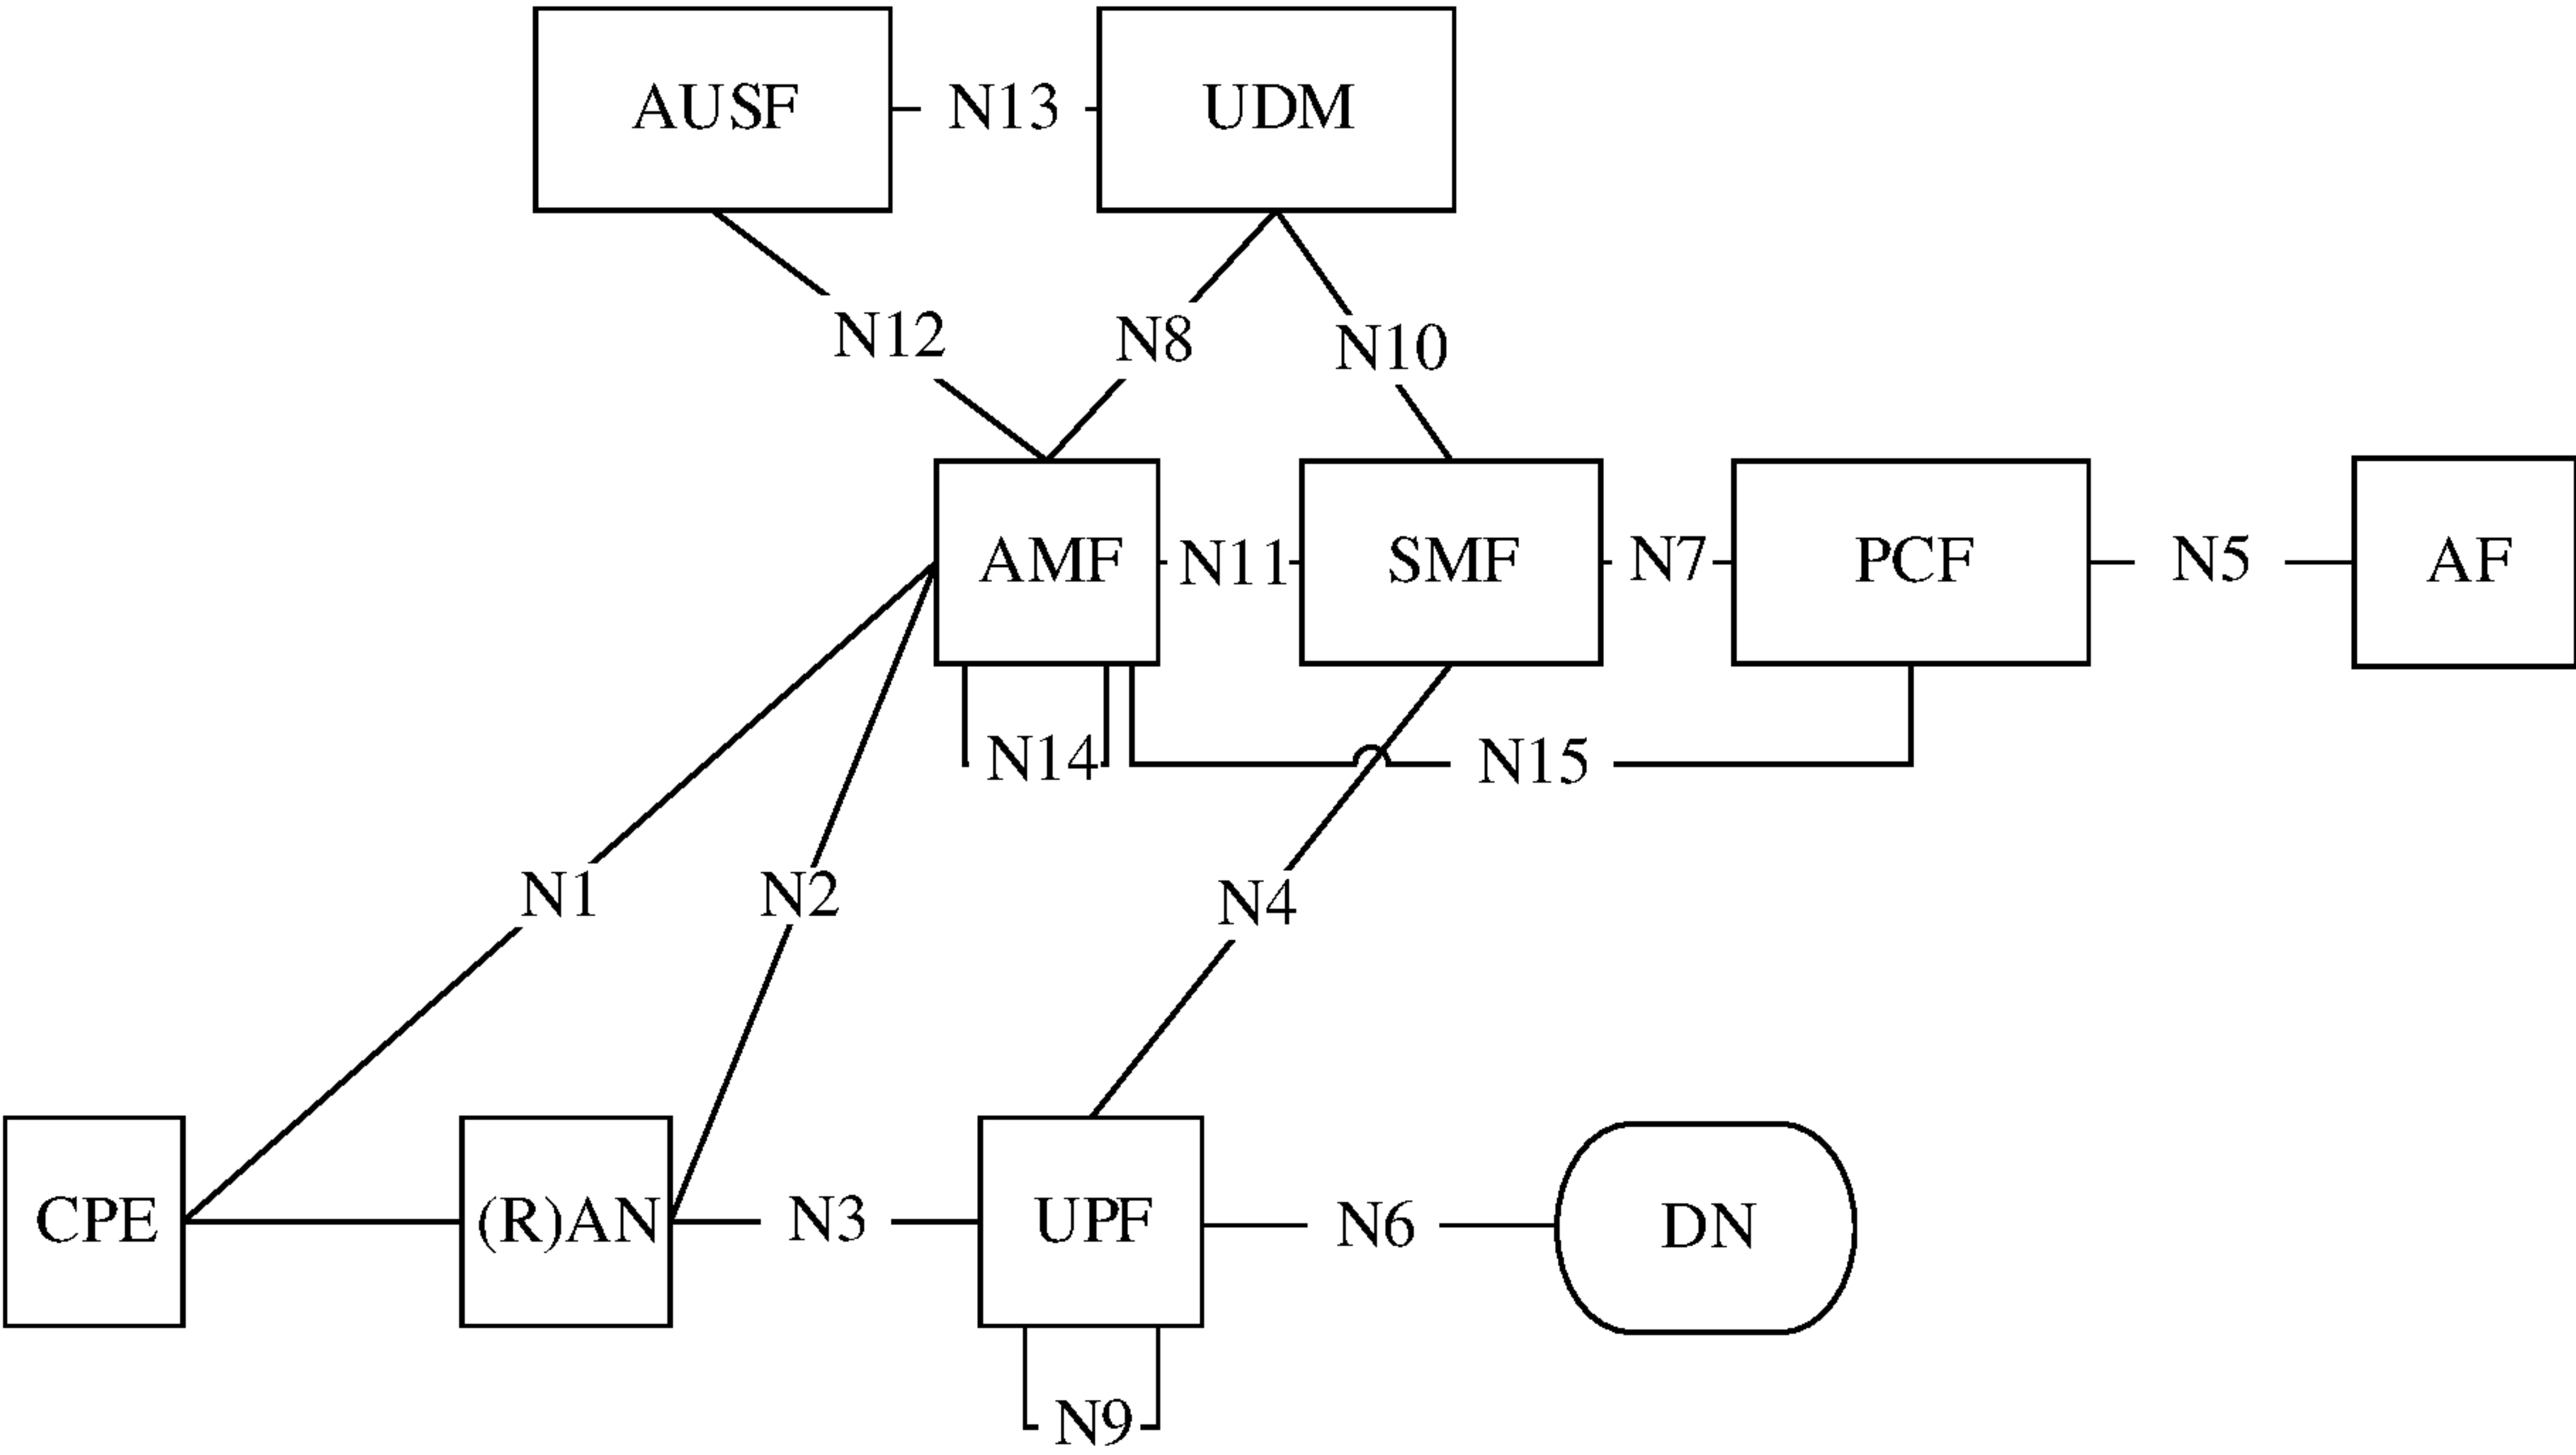 AUSF N13 UDM
N12 N8 N10
AMF N11 SMF N7 PCF N5 AF
N14 N15
N1 N2 N4
CPE (R)AN N3 UPF N6 DN
N9